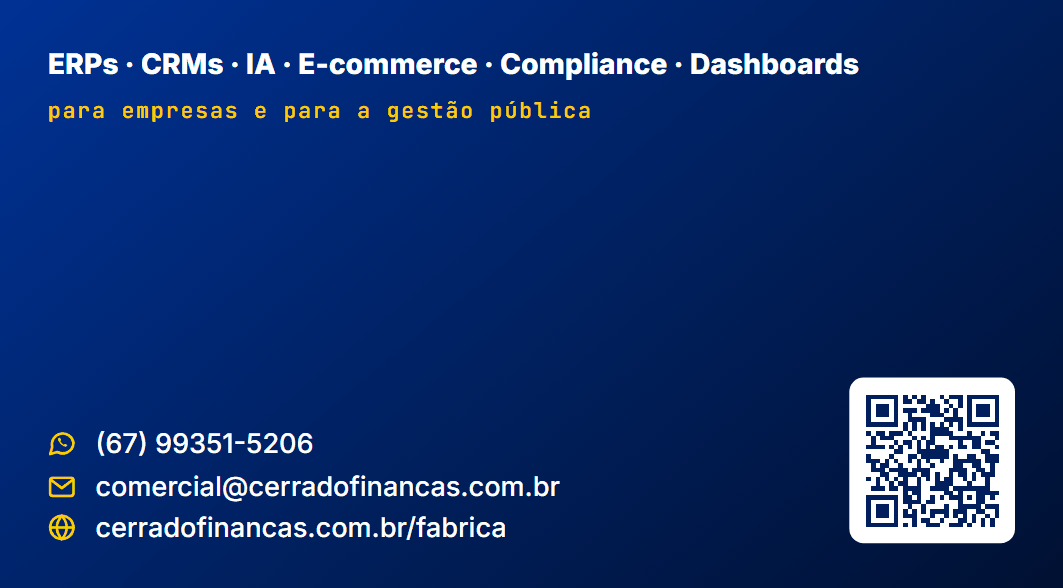 ERPs · CRMs · IA · E-commerce · Compliance · Dashboards
para empresas e para a gestão pública
(67) 99351-5206
comercial@cerradofinancas.com.br
cerradofinancas.com.br/fabrica